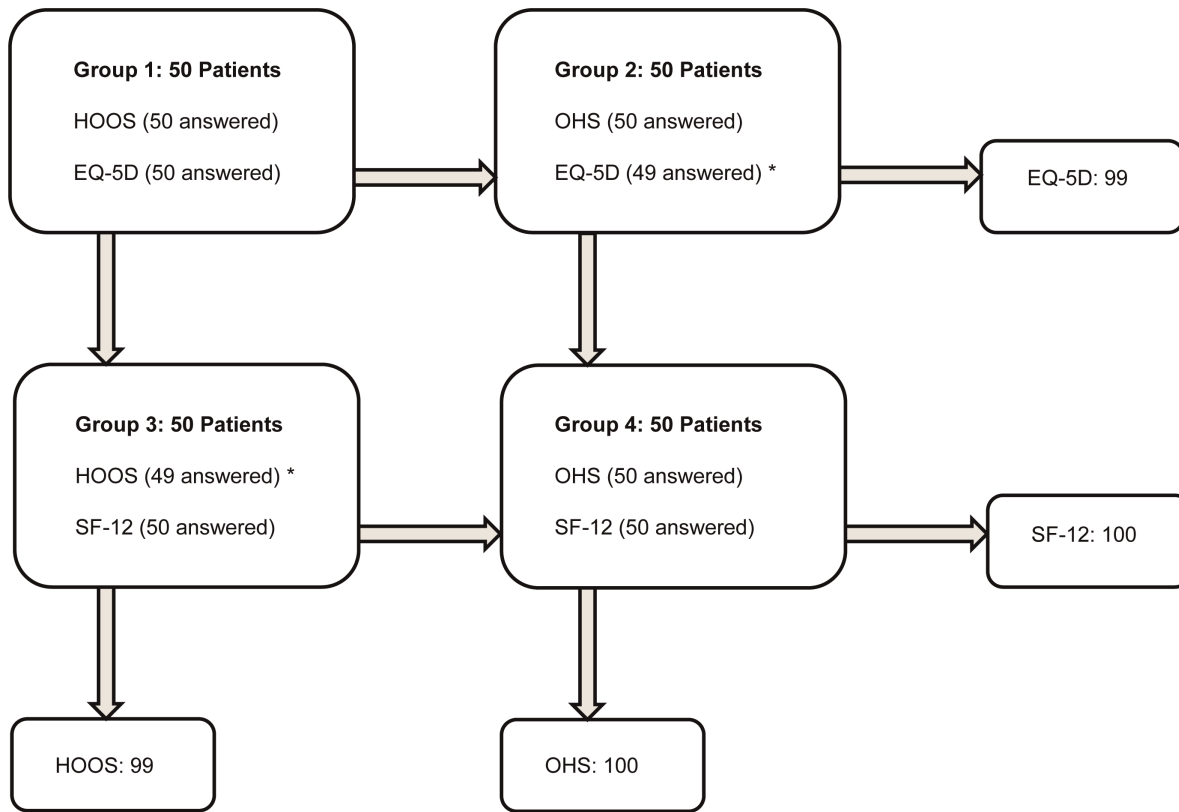 Group 1: 50 Patients
HOOS (50 answered)
EQ-5D (50 answered)
Group 2: 50 Patients
OHS (50 answered)
EQ-5D (49 answered) *
EQ-5D: 99
Group 3: 50 Patients
HOOS (49 answered) *
SF-12 (50 answered)
Group 4: 50 Patients
OHS (50 answered)
SF-12 (50 answered)
SF-12: 100
HOOS: 99
OHS: 100